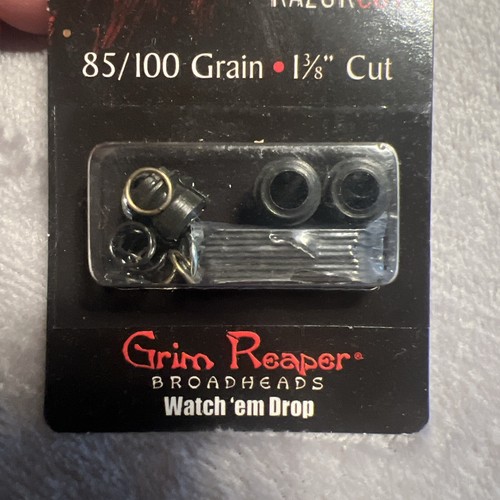 85/100 Grain • 1⅜" Cut
Grim Reaper®
BROADHEADS
Watch 'em Drop